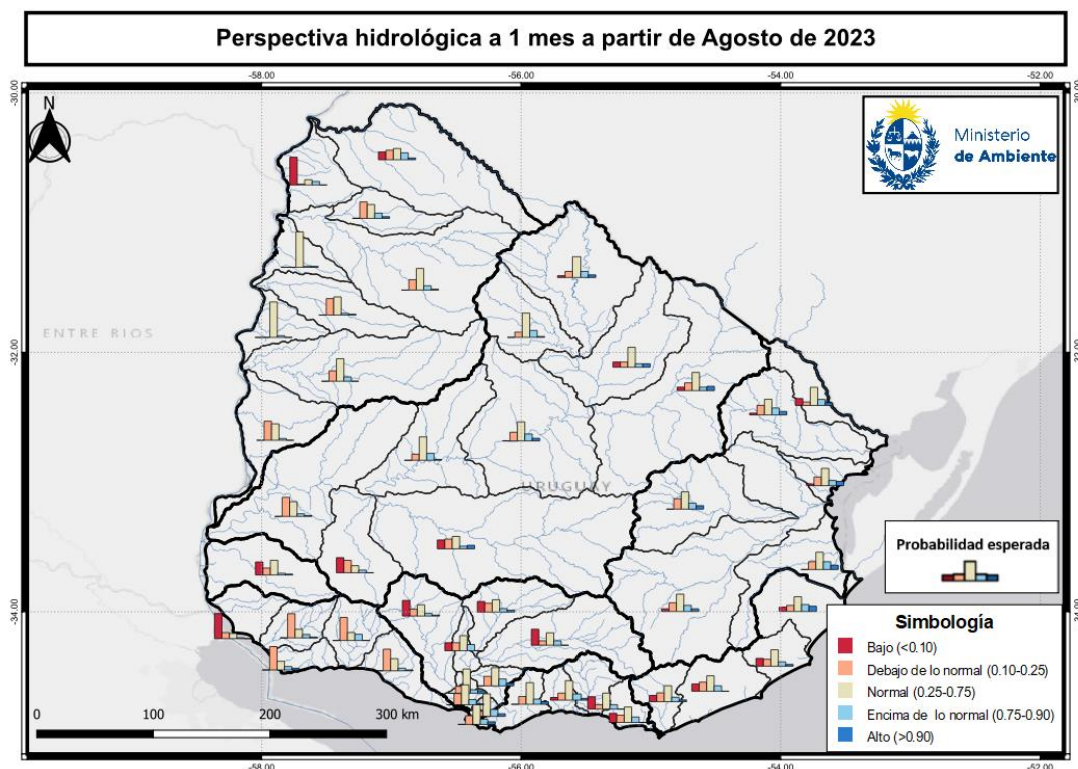 Perspectiva hidrológica a 1 mes a partir de Agosto de 2023
-58.00 -56.00 -54.00 -52.00
-30.00
N
Ministerio
de Ambiente
ENTRE RIOS
-32.00
URUGUAY
-34.00
Probabilidad esperada
Simbología
Bajo (<0.10)
Debajo de lo normal (0.10-0.25)
Normal (0.25-0.75)
Encima de lo normal (0.75-0.90)
Alto (>0.90)
0 100 200 300 km
-58.00 -56.00 -54.00 -52.00